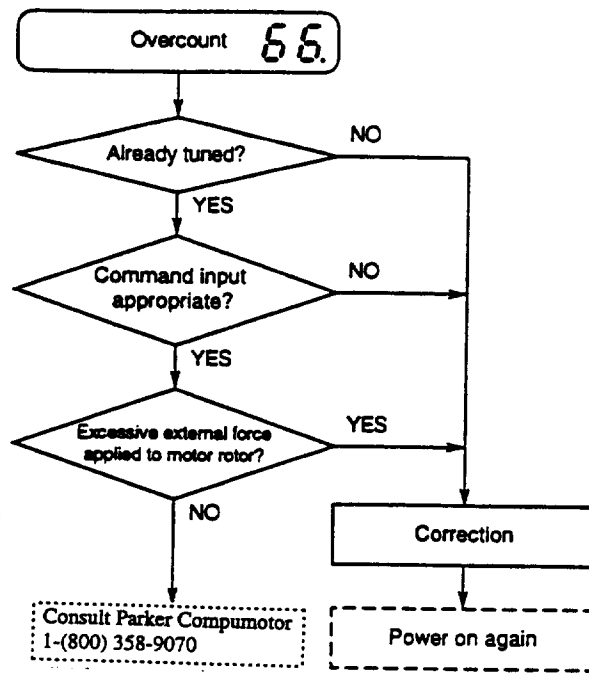 Overcount 66.
Already tuned?
NO
YES
Command input
appropriate?
NO
YES
Excessive external force
applied to motor rotor?
YES
NO
Correction
Consult Parker Compumotor
1-(800) 358-9070
Power on again